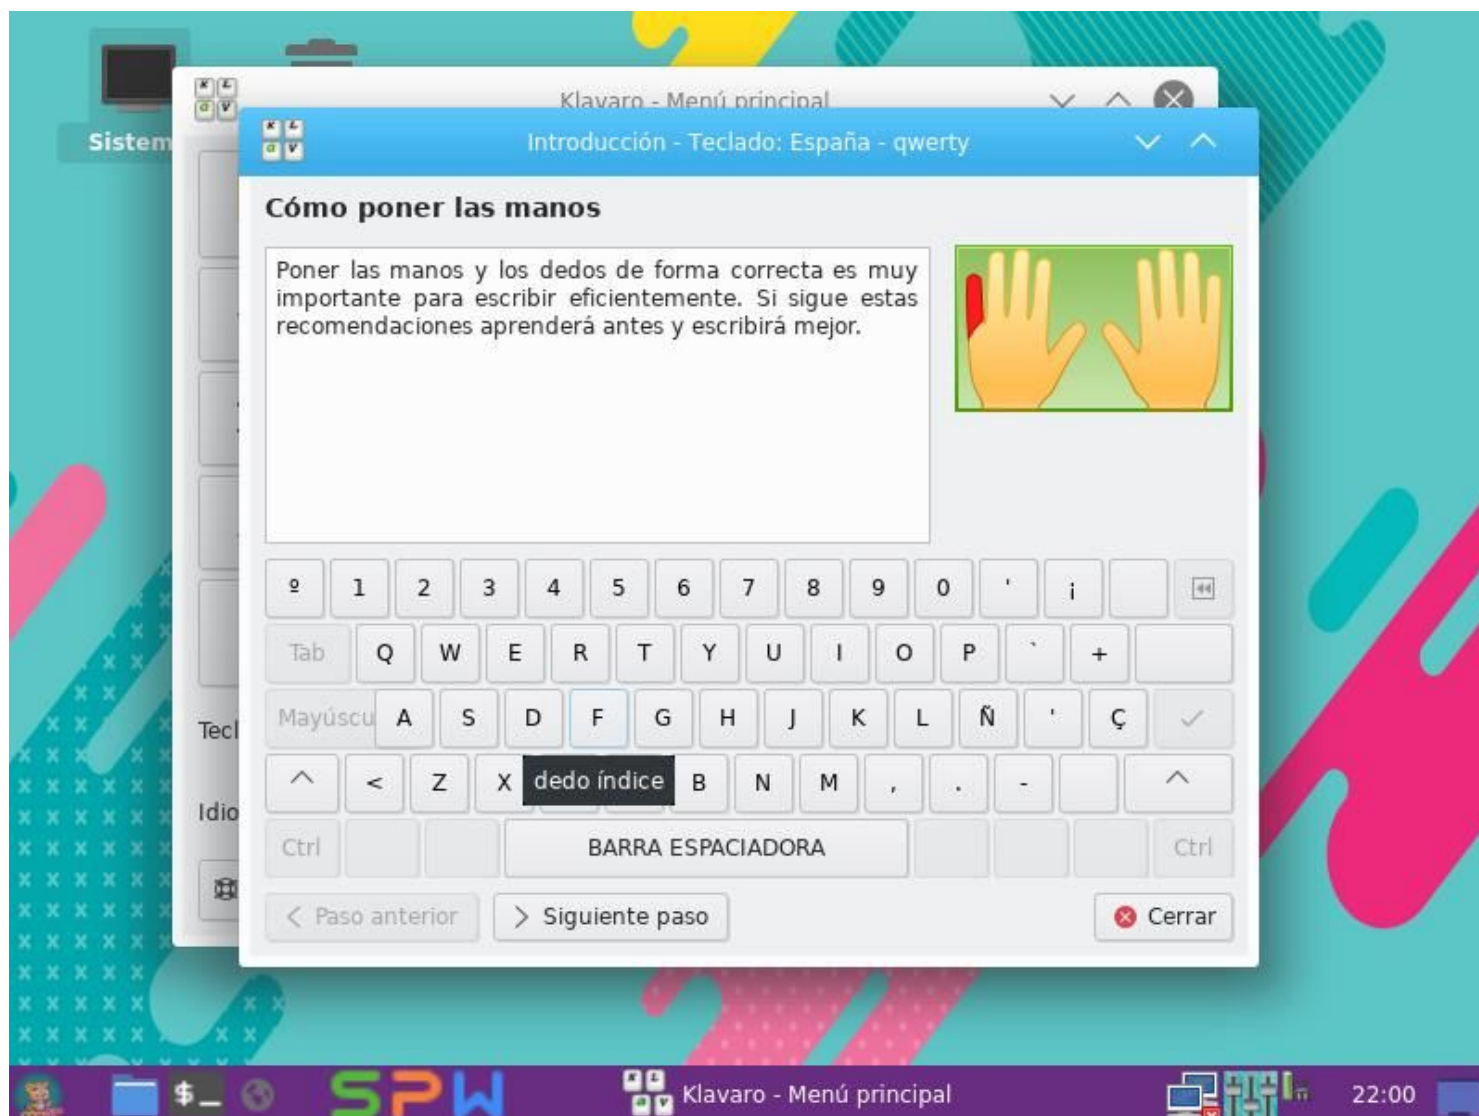 Sistem
Klavaro - Menú principal
Introducción - Teclado: España - qwerty
Cómo poner las manos
Poner las manos y los dedos de forma correcta es muy
importante para escribir eficientemente. Si sigue estas
recomendaciones aprenderá antes y escribirá mejor.
º 1 2 3 4 5 6 7 8 9 0 ' ¡
Tab Q W E R T Y U I O P ` +
Mayúscu A S D F G H J K L Ñ ' Ç
Tecl
^ < Z X dedo índice B N M , . -
Idio
Ctrl BARRA ESPACIADORA Ctrl
< Paso anterior > Siguiente paso Cerrar
$_ SPW K L a v Klavaro - Menú principal 22:00